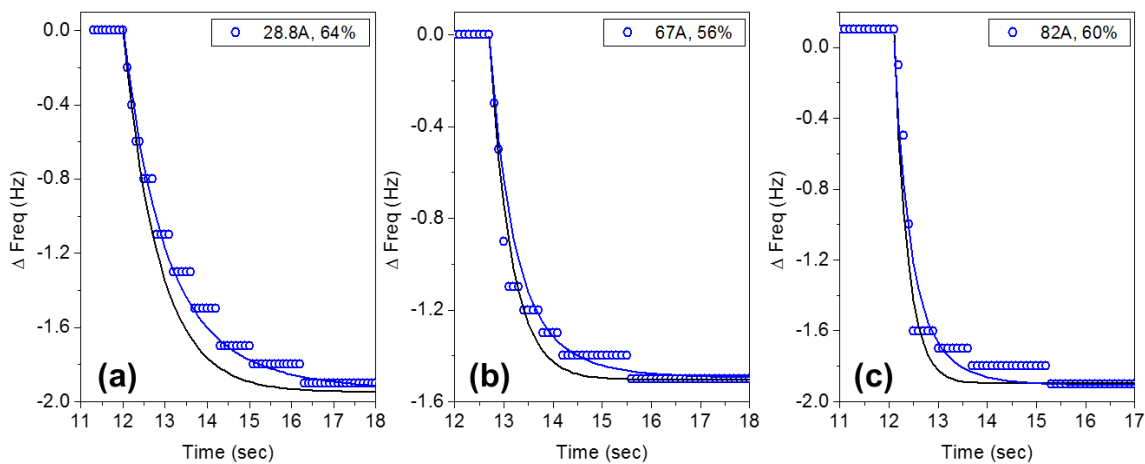 28.8A, 64%
0.0
-0.4
-0.8
-1.2
-1.6
-2.0
Δ Freq (Hz)
(a)
11 12 13 14 15 16 17 18
Time (sec)
67A, 56%
0.0
-0.4
-0.8
-1.2
-1.6
Δ Freq (Hz)
(b)
12 13 14 15 16 17 18
Time (sec)
82A, 60%
0.0
-0.4
-0.8
-1.2
-1.6
-2.0
Δ Freq (Hz)
(c)
11 12 13 14 15 16 17
Time (sec)